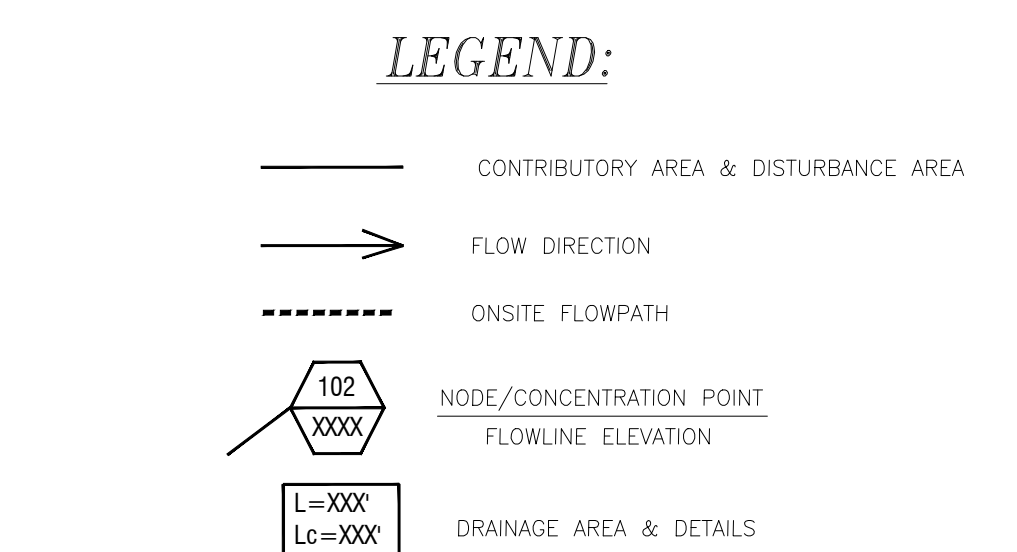 LEGEND:
CONTRIBUTORY AREA & DISTURBANCE AREA
FLOW DIRECTION
ONSITE FLOWPATH
102
XXXX
NODE/CONCENTRATION POINT
FLOWLINE ELEVATION
L=XXX'
Lc=XXX'
DRAINAGE AREA & DETAILS